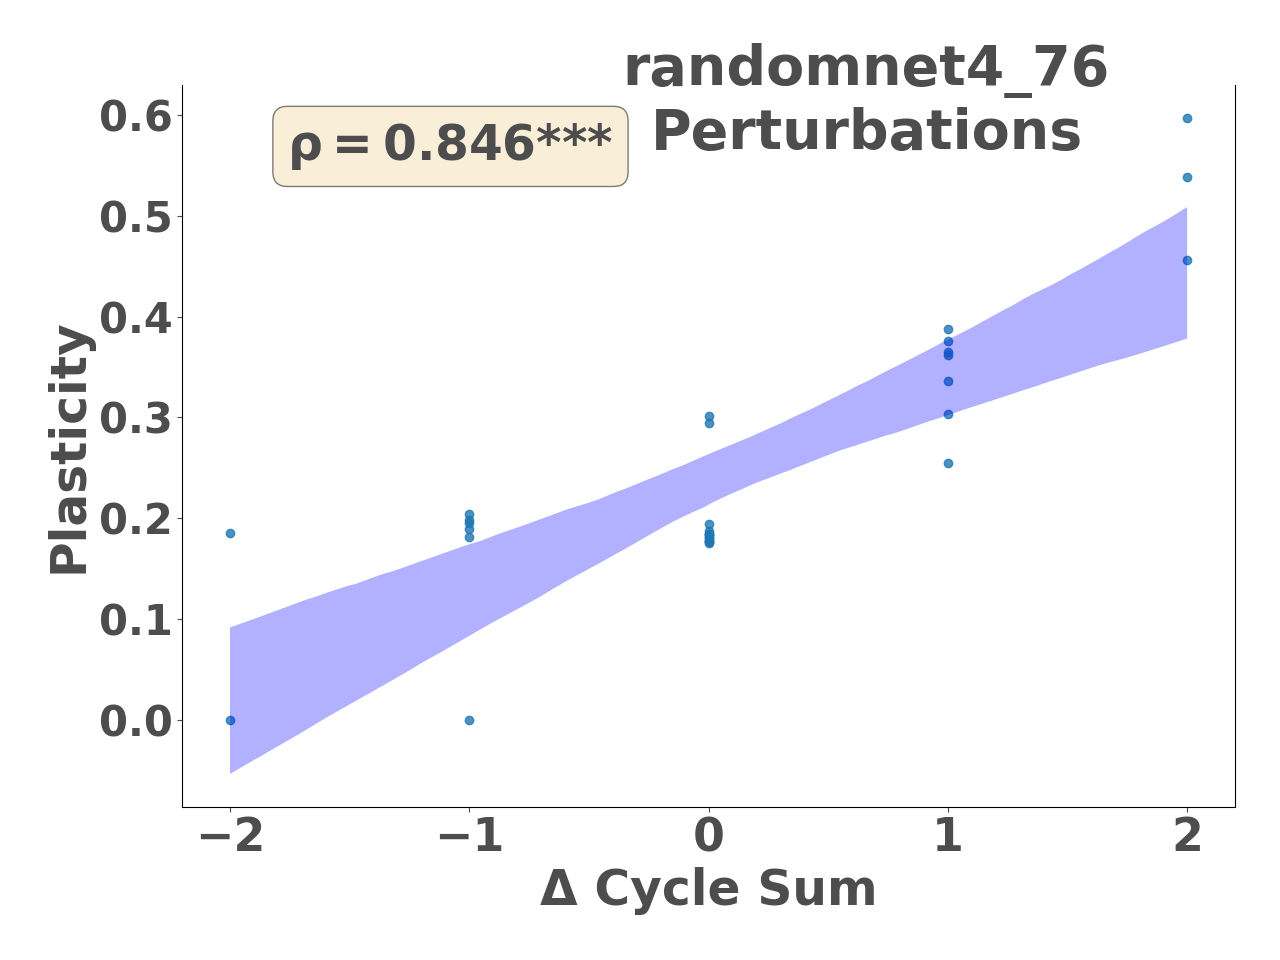 randomnet4_76
Perturbations
ρ = 0.846***
Plasticity
0.6
0.5
0.4
0.3
0.2
0.1
0.0
−2 −1 0 1 2
Δ Cycle Sum